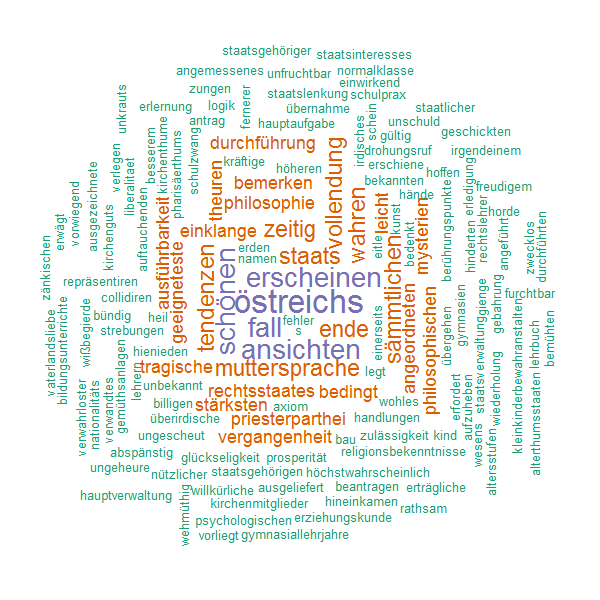 staatsgehöriger
staatsinteresses
angemessenes
unfruchtbar
normalklasse
einwirkend
zungen
staatslenkung
schulprax
unkrauts
erlernung
logik
fernerer
übernahme
schein
staatlicher
antrag
hauptaufgabe
gültig
unschuld
geschickten
besserem
kirchenthume
pharisäerthums
schulzwang
durchführung
irdisches
drohungsruf
irgendeinem
verlegen
liberalitaet
kräftige
theuren
höheren
vollendung
erschiene
hoffen
ausgezeichnete
auftauchenden
bemerken
wahren
bekannten
freudigem
erwägt
vorwiegend
kirchenguts
ausführbarkeit
philosophie
leicht
hände
kunst
bedenkt
mysterien
berührungspunkte
erledigung
horde
einklange
zeitig
eitle
hinderten
rechtslehrer
angeführt
zwecklos
durchführten
zänkischen
geeigneteste
tendenzen
erden
namen
staats
sämmtlichen
repräsentiren
schönen
erscheinen
angeordneten
philosophischen
furchtbar
collidiren
östreichs
gymnasien
gienge
gebahrung
vaterlandsliebe
bildungsunterrichte
wißbegierde
bündig
heil
strebungen
fall
fehler
s
ende
einerseits
übergehen
staatsverwaltung
kleinkinderbewahranstalten
lehrbuch
bemühten
hienieden
ansichten
gemüthsanlagen
lehrern
tragische
muttersprache
legt
verwahrloster
nationalitäts
verwandtes
unbekannt
rechtsstaates
bedingt
wohles
erfordert
aufzuheben
wiederholung
alterthumsstaaten
billigen
stärksten
axiom
überirdische
priesterparthei
handlungen
ungescheut
vergangenheit
bau
zulässigkeit
kind
wesens
altersstufen
abspänstig
glückseligkeit
prosperität
religionsbekenntnisse
ungeheure
nützlicher
staatsgehörigen
höchstwahrscheinlich
hauptverwaltung
willkürliche
ausgeliefert
beantragen
erträgliche
wehmüthig
kirchenmitglieder
hineinkamen
rathsam
psychologischen
erziehungskunde
vorliegt
gymnasiallehrjahre